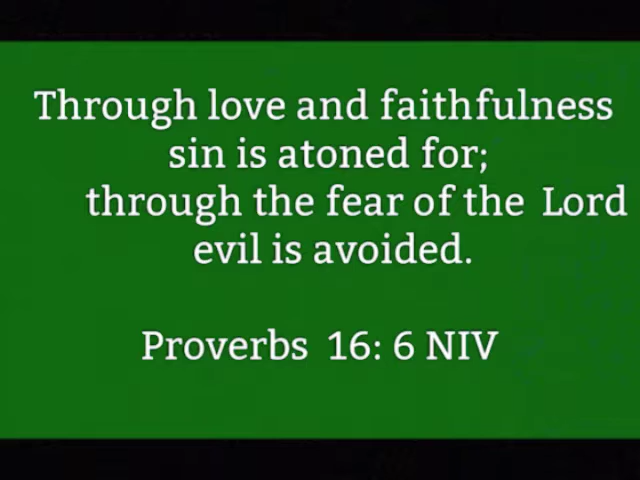 Through love and faithfulness
sin is atoned for;
through the fear of the Lord
evil is avoided.
Proverbs 16: 6 NIV